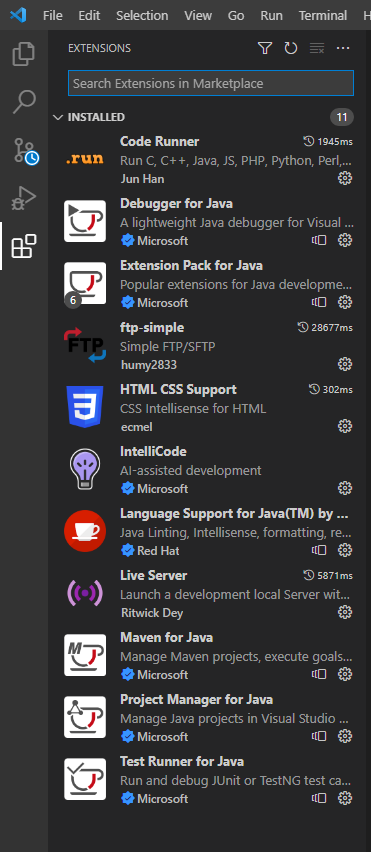 File Edit Selection View Go Run Terminal
EXTENSIONS
Search Extensions in Marketplace
INSTALLED 11
Code Runner 1945ms
.run
Run C, C++, Java, JS, PHP, Python, Perl,...
Jun Han
Debugger for Java
A lightweight Java debugger for Visual ...
Microsoft
Extension Pack for Java
Popular extensions for Java developme...
6
Microsoft
ftp-simple 28677ms
FTP
Simple FTP/SFTP
humy2833
HTML CSS Support 302ms
3
CSS Intellisense for HTML
ecmel
IntelliCode
AI-assisted development
Microsoft
Language Support for Java(TM) by ...
Java Linting, Intellisense, formatting, re...
Red Hat
Live Server 5871ms
Launch a development local Server wit...
Ritwick Dey
Maven for Java
M
Manage Maven projects, execute goals...
Microsoft
Project Manager for Java
Manage Java projects in Visual Studio ...
Microsoft
Test Runner for Java
Run and debug JUnit or TestNG test ca...
Microsoft